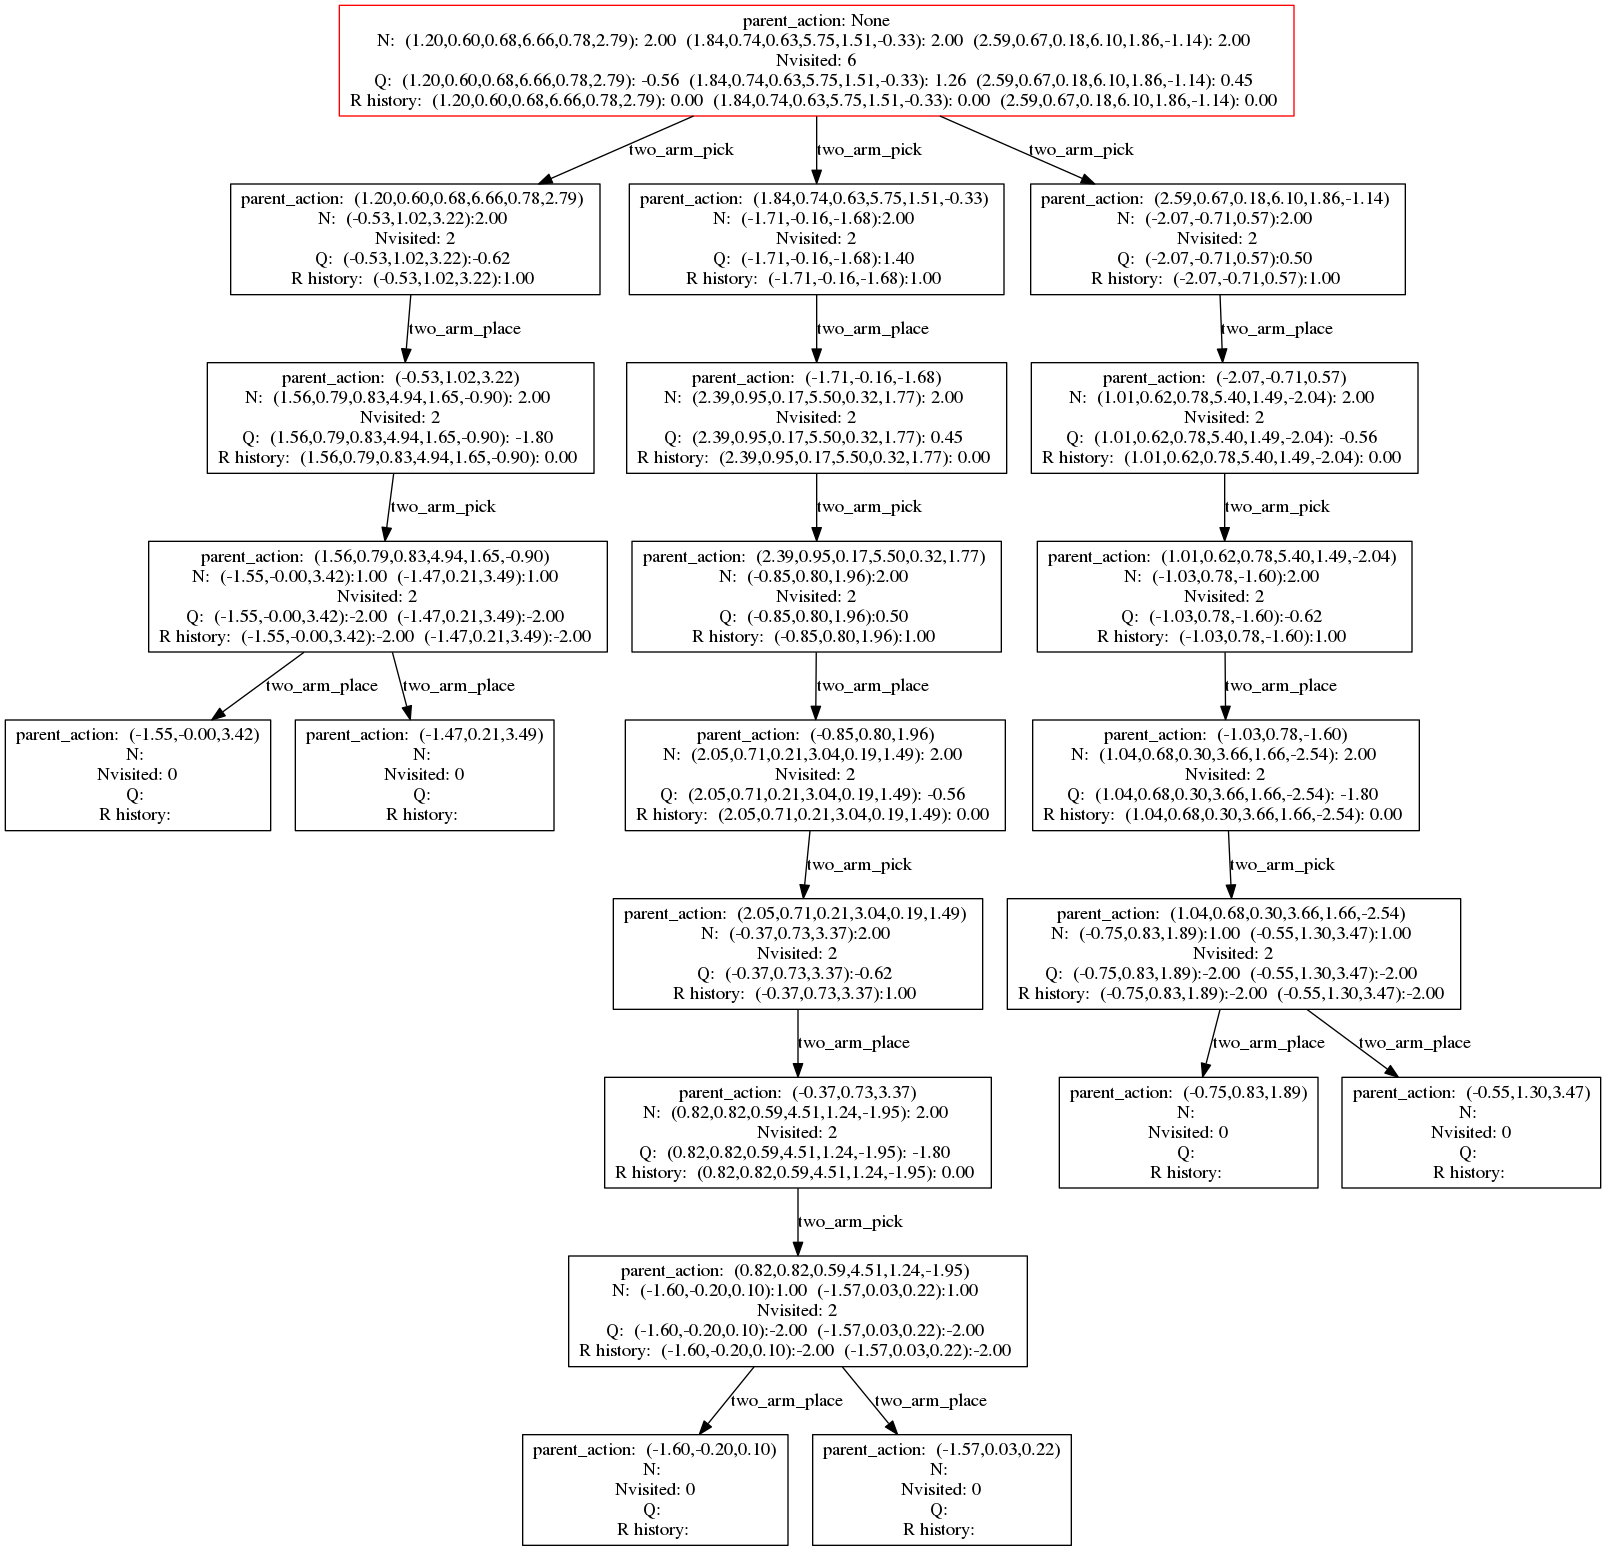 parent_action: None
N: (1.20,0.60,0.68,6.66,0.78,2.79): 2.00 (1.84,0.74,0.63,5.75,1.51,-0.33): 2.00 (2.59,0.67,0.18,6.10,1.86,-1.14): 2.00
Nvisited: 6
Q: (1.20,0.60,0.68,6.66,0.78,2.79): -0.56 (1.84,0.74,0.63,5.75,1.51,-0.33): 1.26 (2.59,0.67,0.18,6.10,1.86,-1.14): 0.45
R history: (1.20,0.60,0.68,6.66,0.78,2.79): 0.00 (1.84,0.74,0.63,5.75,1.51,-0.33): 0.00 (2.59,0.67,0.18,6.10,1.86,-1.14): 0.00
two_arm_pick
two_arm_pick
two_arm_pick
parent_action: (1.20,0.60,0.68,6.66,0.78,2.79)
N: (-0.53,1.02,3.22):2.00
Nvisited: 2
Q: (-0.53,1.02,3.22):-0.62
R history: (-0.53,1.02,3.22):1.00
parent_action: (1.84,0.74,0.63,5.75,1.51,-0.33)
N: (-1.71,-0.16,-1.68):2.00
Nvisited: 2
Q: (-1.71,-0.16,-1.68):1.40
R history: (-1.71,-0.16,-1.68):1.00
parent_action: (2.59,0.67,0.18,6.10,1.86,-1.14)
N: (-2.07,-0.71,0.57):2.00
Nvisited: 2
Q: (-2.07,-0.71,0.57):0.50
R history: (-2.07,-0.71,0.57):1.00
two_arm_place
two_arm_place
two_arm_place
parent_action: (-0.53,1.02,3.22)
N: (1.56,0.79,0.83,4.94,1.65,-0.90): 2.00
Nvisited: 2
Q: (1.56,0.79,0.83,4.94,1.65,-0.90): -1.80
R history: (1.56,0.79,0.83,4.94,1.65,-0.90): 0.00
parent_action: (-1.71,-0.16,-1.68)
N: (2.39,0.95,0.17,5.50,0.32,1.77): 2.00
Nvisited: 2
Q: (2.39,0.95,0.17,5.50,0.32,1.77): 0.45
R history: (2.39,0.95,0.17,5.50,0.32,1.77): 0.00
parent_action: (-2.07,-0.71,0.57)
N: (1.01,0.62,0.78,5.40,1.49,-2.04): 2.00
Nvisited: 2
Q: (1.01,0.62,0.78,5.40,1.49,-2.04): -0.56
R history: (1.01,0.62,0.78,5.40,1.49,-2.04): 0.00
two_arm_pick
two_arm_pick
two_arm_pick
parent_action: (1.56,0.79,0.83,4.94,1.65,-0.90)
N: (-1.55,-0.00,3.42):1.00 (-1.47,0.21,3.49):1.00
Nvisited: 2
Q: (-1.55,-0.00,3.42):-2.00 (-1.47,0.21,3.49):-2.00
R history: (-1.55,-0.00,3.42):-2.00 (-1.47,0.21,3.49):-2.00
parent_action: (2.39,0.95,0.17,5.50,0.32,1.77)
N: (-0.85,0.80,1.96):2.00
Nvisited: 2
Q: (-0.85,0.80,1.96):0.50
R history: (-0.85,0.80,1.96):1.00
parent_action: (1.01,0.62,0.78,5.40,1.49,-2.04)
N: (-1.03,0.78,-1.60):2.00
Nvisited: 2
Q: (-1.03,0.78,-1.60):-0.62
R history: (-1.03,0.78,-1.60):1.00
two_arm_place
two_arm_place
two_arm_place
two_arm_place
parent_action: (-1.55,-0.00,3.42)
N:
Nvisited: 0
Q:
R history:
parent_action: (-1.47,0.21,3.49)
N:
Nvisited: 0
Q:
R history:
parent_action: (-0.85,0.80,1.96)
N: (2.05,0.71,0.21,3.04,0.19,1.49): 2.00
Nvisited: 2
Q: (2.05,0.71,0.21,3.04,0.19,1.49): -0.56
R history: (2.05,0.71,0.21,3.04,0.19,1.49): 0.00
parent_action: (-1.03,0.78,-1.60)
N: (1.04,0.68,0.30,3.66,1.66,-2.54): 2.00
Nvisited: 2
Q: (1.04,0.68,0.30,3.66,1.66,-2.54): -1.80
R history: (1.04,0.68,0.30,3.66,1.66,-2.54): 0.00
two_arm_pick
two_arm_pick
parent_action: (2.05,0.71,0.21,3.04,0.19,1.49)
N: (-0.37,0.73,3.37):2.00
Nvisited: 2
Q: (-0.37,0.73,3.37):-0.62
R history: (-0.37,0.73,3.37):1.00
parent_action: (1.04,0.68,0.30,3.66,1.66,-2.54)
N: (-0.75,0.83,1.89):1.00 (-0.55,1.30,3.47):1.00
Nvisited: 2
Q: (-0.75,0.83,1.89):-2.00 (-0.55,1.30,3.47):-2.00
R history: (-0.75,0.83,1.89):-2.00 (-0.55,1.30,3.47):-2.00
two_arm_place
two_arm_place
two_arm_place
parent_action: (-0.37,0.73,3.37)
N: (0.82,0.82,0.59,4.51,1.24,-1.95): 2.00
Nvisited: 2
Q: (0.82,0.82,0.59,4.51,1.24,-1.95): -1.80
R history: (0.82,0.82,0.59,4.51,1.24,-1.95): 0.00
parent_action: (-0.75,0.83,1.89)
N:
Nvisited: 0
Q:
R history:
parent_action: (-0.55,1.30,3.47)
N:
Nvisited: 0
Q:
R history:
two_arm_pick
parent_action: (0.82,0.82,0.59,4.51,1.24,-1.95)
N: (-1.60,-0.20,0.10):1.00 (-1.57,0.03,0.22):1.00
Nvisited: 2
Q: (-1.60,-0.20,0.10):-2.00 (-1.57,0.03,0.22):-2.00
R history: (-1.60,-0.20,0.10):-2.00 (-1.57,0.03,0.22):-2.00
two_arm_place
two_arm_place
parent_action: (-1.60,-0.20,0.10)
N:
Nvisited: 0
Q:
R history:
parent_action: (-1.57,0.03,0.22)
N:
Nvisited: 0
Q:
R history: